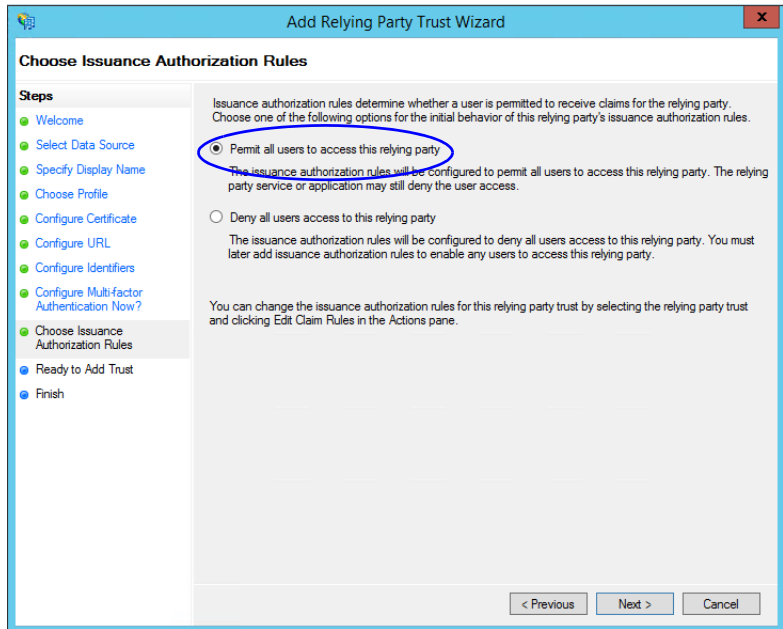 Add Relying Party Trust Wizard
x
Choose Issuance Authorization Rules
Steps
Welcome
Select Data Source
Specify Display Name
Choose Profile
Configure Certificate
Configure URL
Configure Identifiers
Configure Multi-factor
Authentication Now?
Choose Issuance
Authorization Rules
Ready to Add Trust
Finish
Issuance authorization rules determine whether a user is permitted to receive claims for the relying party.
Choose one of the following options for the initial behavior of this relying party's issuance authorization rules.
Permit all users to access this relying party
The issuance authorization rules will be configured to permit all users to access this relying party. The relying
party service or application may still deny the user access.
Deny all users access to this relying party
The issuance authorization rules will be configured to deny all users access to this relying party. You must
later add issuance authorization rules to enable any users to access this relying party.
You can change the issuance authorization rules for this relying party trust by selecting the relying party trust
and clicking Edit Claim Rules in the Actions pane.
< Previous
Next >
Cancel